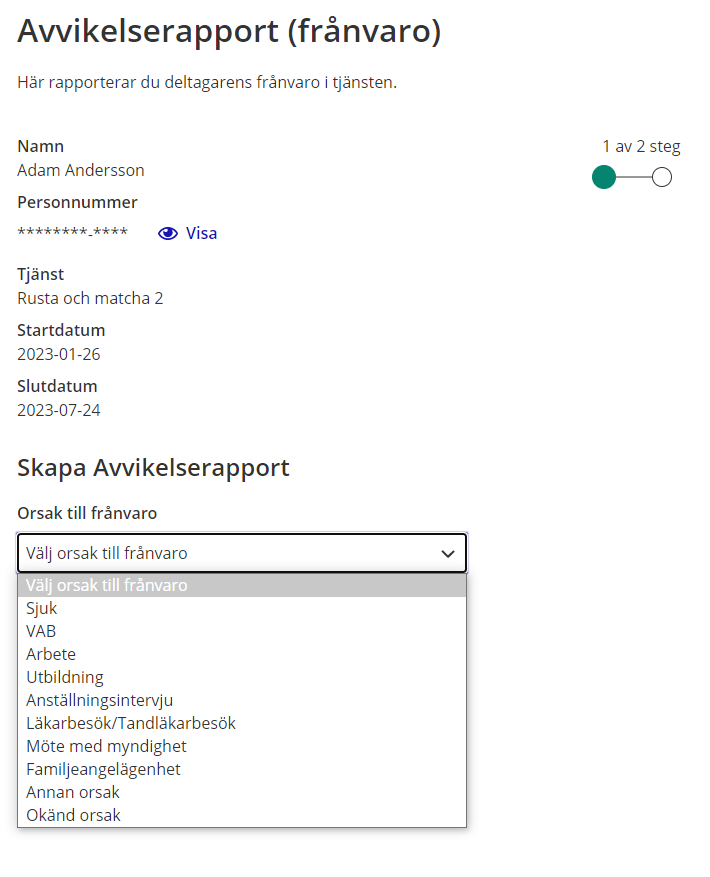 Avvikelserapport (frånvaro)
Här rapporterar du deltagarens frånvaro i tjänsten.
Namn
1 av 2 steg
Adam Andersson
Personnummer
********-****
Visa
Tjänst
Rusta och matcha 2
Startdatum
2023-01-26
Slutdatum
2023-07-24
Skapa Avvikelserapport
Orsak till frånvaro
Välj orsak till frånvaro
Välj orsak till frånvaro
Sjuk
VAB
Arbete
Utbildning
Anställningsintervju
Läkarbesök/Tandläkarbesök
Möte med myndighet
Familjeangelägenhet
Annan orsak
Okänd orsak